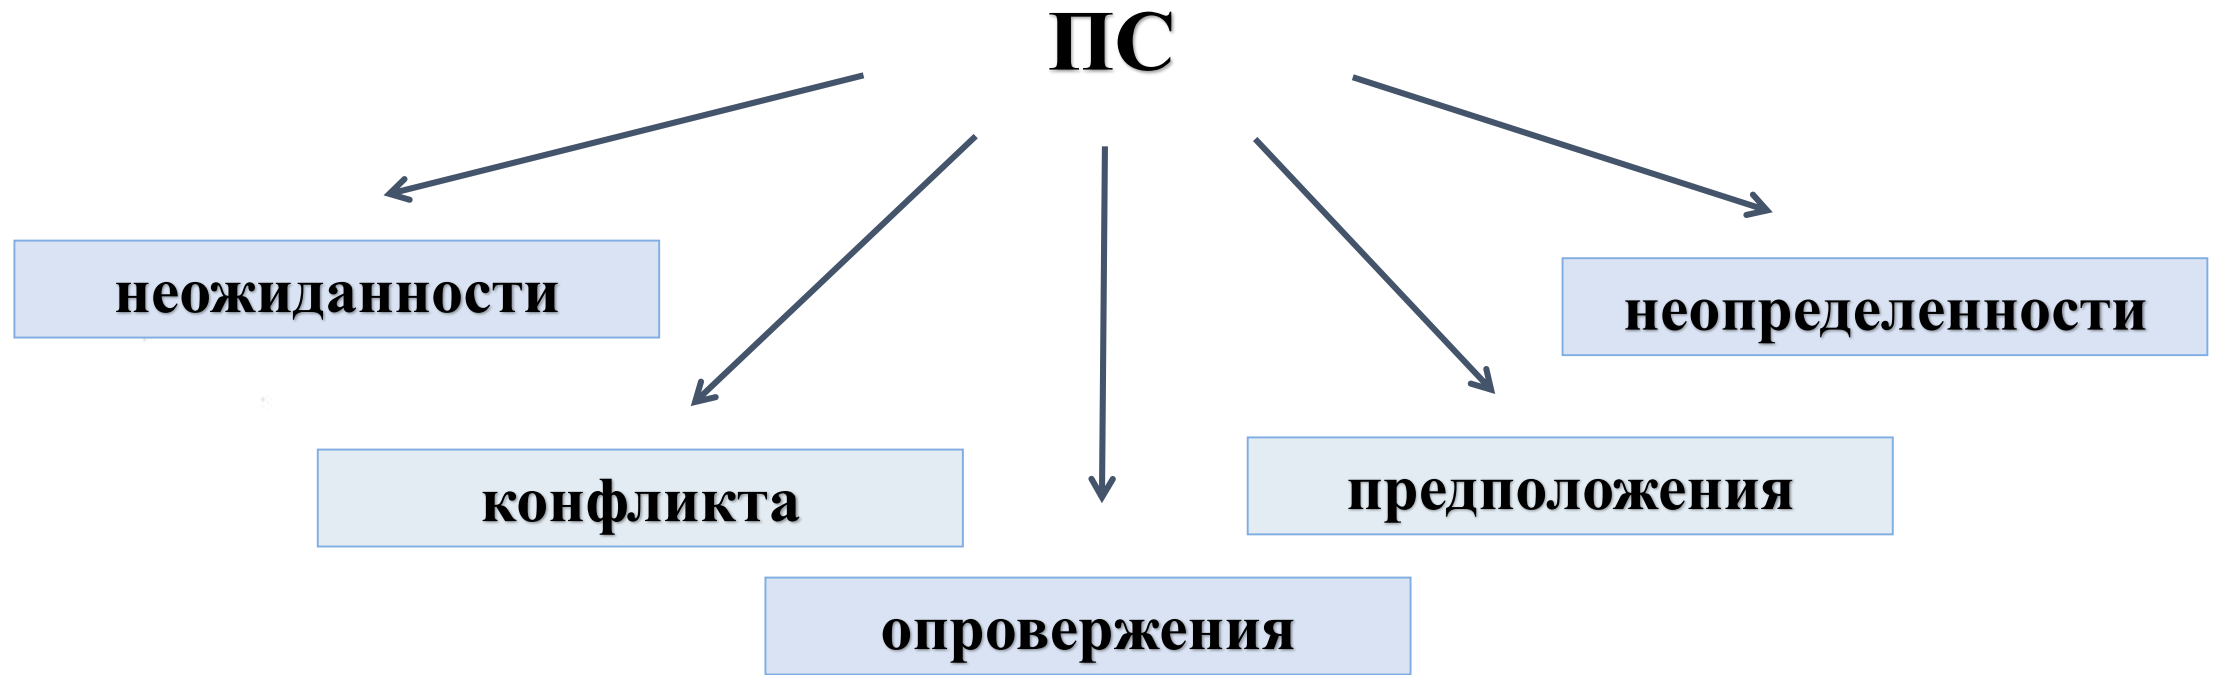 ПС
неожиданности
неопределенности
конфликта
предположения
опровержения